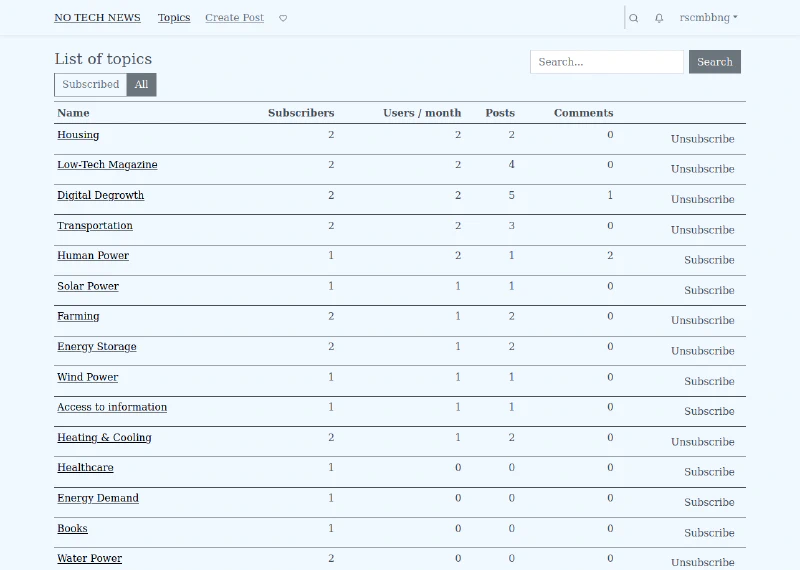 NO TECH NEWS Topics Create Post rscmbbng
List of topics Search... Search
Subscribed All
Name Subscribers Users / month Posts Comments
Housing 2 2 2 0 Unsubscribe
Low-Tech Magazine 2 2 4 0 Unsubscribe
Digital Degrowth 2 2 5 1 Unsubscribe
Transportation 2 2 3 0 Unsubscribe
Human Power 1 2 1 2 Subscribe
Solar Power 1 1 1 0 Subscribe
Farming 2 1 2 0 Unsubscribe
Energy Storage 2 1 2 0 Unsubscribe
Wind Power 1 1 1 0 Subscribe
Access to information 1 1 1 0 Subscribe
Heating & Cooling 2 1 2 0 Unsubscribe
Healthcare 1 0 0 0 Subscribe
Energy Demand 1 0 0 0 Subscribe
Books 1 0 0 0 Subscribe
Water Power 2 0 0 0 Unsubscribe